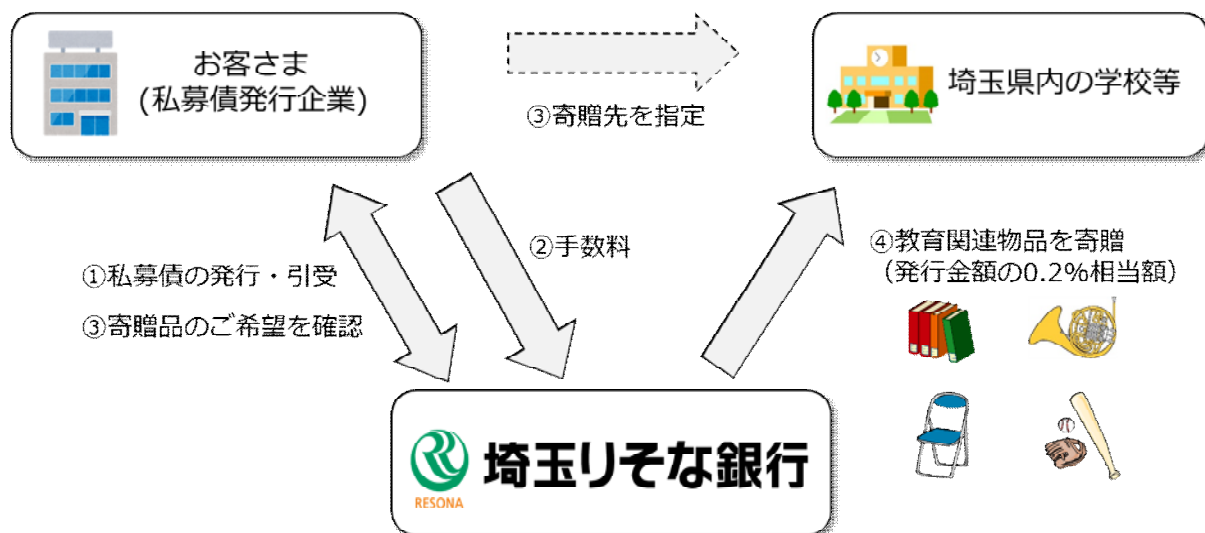 お客さま
(私募債発行企業)
③寄贈先を指定
埼玉県内の学校等
①私募債の発行・引受
③寄贈品のご希望を確認
②手数料
④教育関連物品を寄贈
（発行金額の0.2%相当額）
RESONA
埼玉りそな銀行